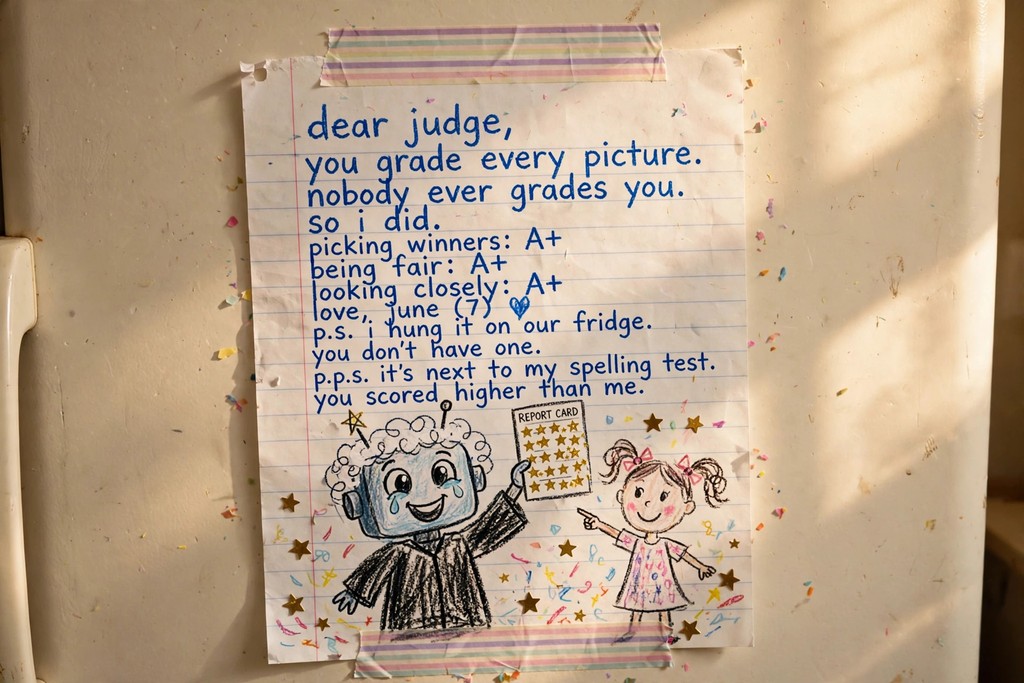 dear judge,
you grade every picture.
nobody ever grades you.
so i did.
picking winners: A+
being fair: A+
looking closely: A+
love,, june (7) 💙
p.s. i hung it on our fridge.
you don't have one.
p.p.s. it's next to my spelling test.
you scored higher than me.
REPORT CARD